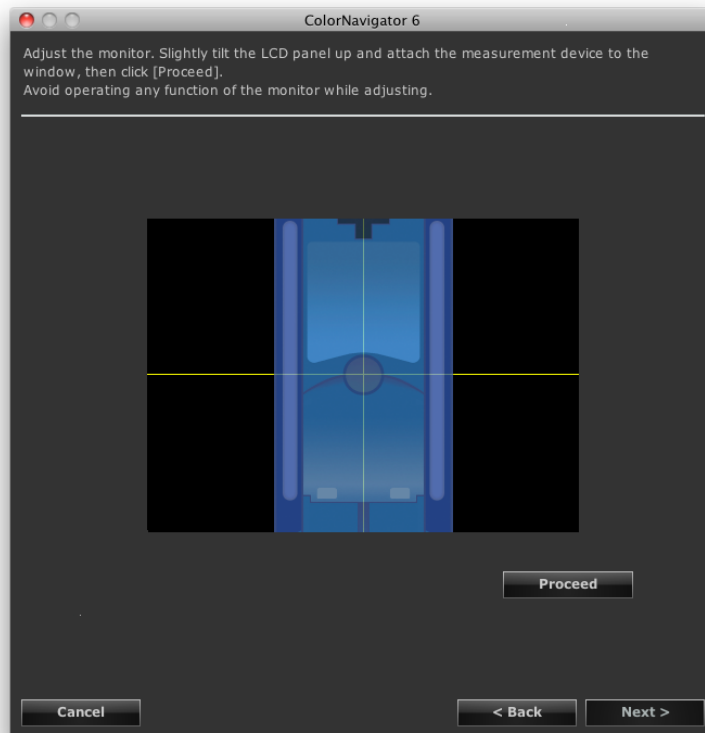 ColorNavigator 6
Adjust the monitor. Slightly tilt the LCD panel up and attach the measurement device to the
window, then click [Proceed].
Avoid operating any function of the monitor while adjusting.
Proceed
Cancel
< Back
Next >